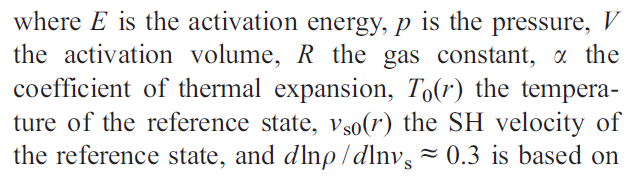 where E is the activation energy, p is the pressure, V
the activation volume, R the gas constant, α the
coefficient of thermal expansion, T₀(r) the tempera-
ture of the reference state, vₛ₀(r) the SH velocity of
the reference state, and dlnρ/dlnvₛ ≈ 0.3 is based on